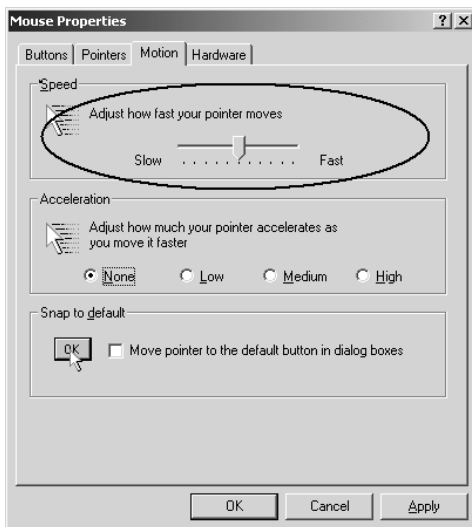 Mouse Properties
Buttons Pointers Motion Hardware
Speed
Adjust how fast your pointer moves
Slow Fast
Acceleration
Adjust how much your pointer accelerates as
you move it faster
None Low Medium High
Snap to default
OK Move pointer to the default button in dialog boxes
OK Cancel Apply